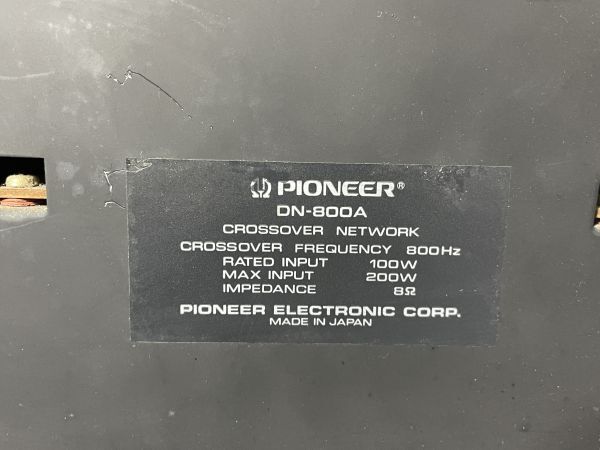 PIONEER®
DN-800A
CROSSOVER NETWORK
CROSSOVER FREQUENCY 800Hz
RATED INPUT 100W
MAX INPUT 200W
IMPEDANCE 8Ω
PIONEER ELECTRONIC CORP.
MADE IN JAPAN